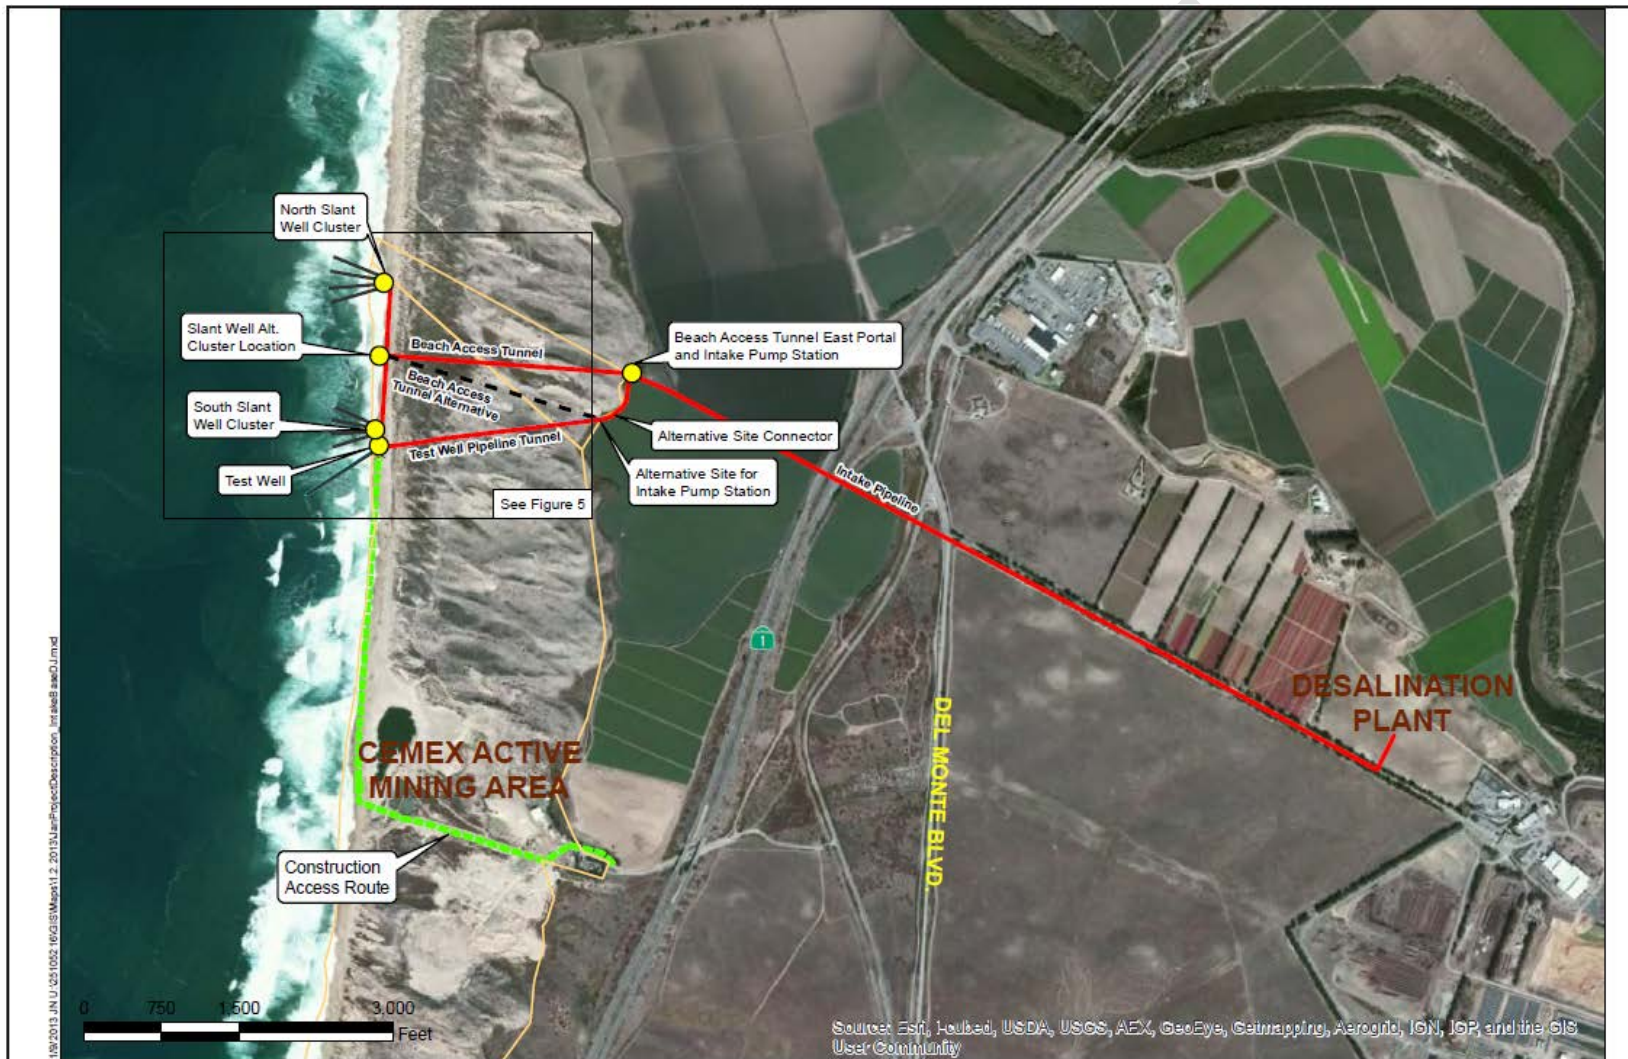 North Slant
Well Cluster
Slant Well Alt.
Cluster Location
Beach Access Tunnel
Beach Access Tunnel East Portal
and Intake Pump Station
Beach Access
Tunnel Alternative
South Slant
Well Cluster
Test Well Pipeline Tunnel
Alternative Site Connector
Test Well
Alternative Site for
Intake Pump Station
Intake Pipeline
See Figure 5
1
DESALINATION
PLANT
DEL MONTE BLVD.
CEMEX ACTIVE
MINING AREA
Construction
Access Route
0 750 1,500 3,000
Feet
Source: Esri, i-cubed, USDA, USGS, AEX, GeoEye, Getmapping, Aerogrid, IGN, IGP, and the GIS
User Community